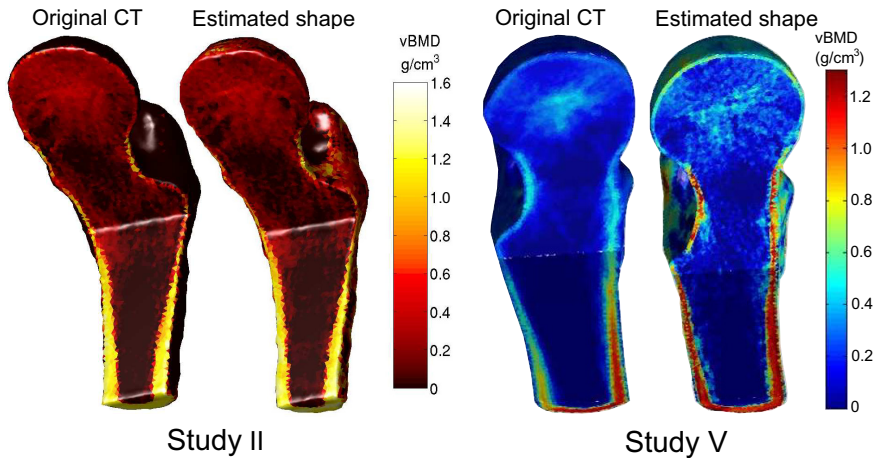 Original CT
Estimated shape
vBMD
g/cm³
1.6
1.4
1.2
1.0
0.8
0.6
0.4
0.2
0
Study II
Original CT
Estimated shape
vBMD
(g/cm³)
1.2
1.0
0.8
0.6
0.4
0.2
0
Study V